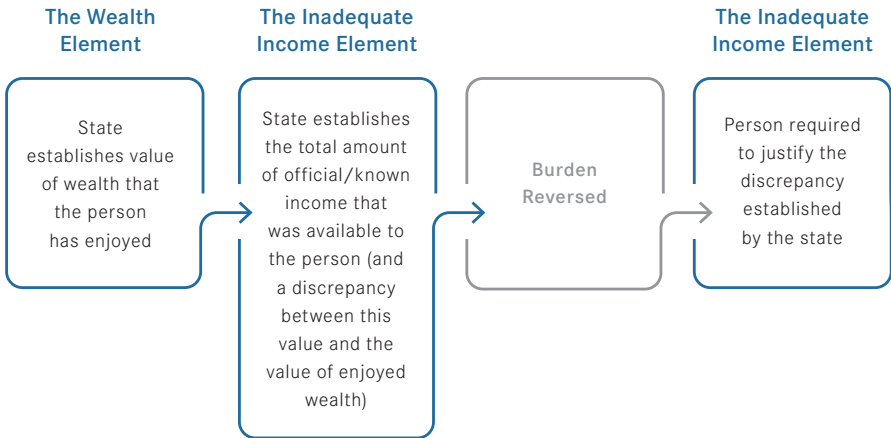 The Wealth
Element
State
establishes value
of wealth that
the person
has enjoyed
The Inadequate
Income Element
State establishes
the total amount
of official/known
income that
was available to
the person (and
a discrepancy
between this
value and the
value of enjoyed
wealth)
Burden
Reversed
The Inadequate
Income Element
Person required
to justify the
discrepancy
established
by the state